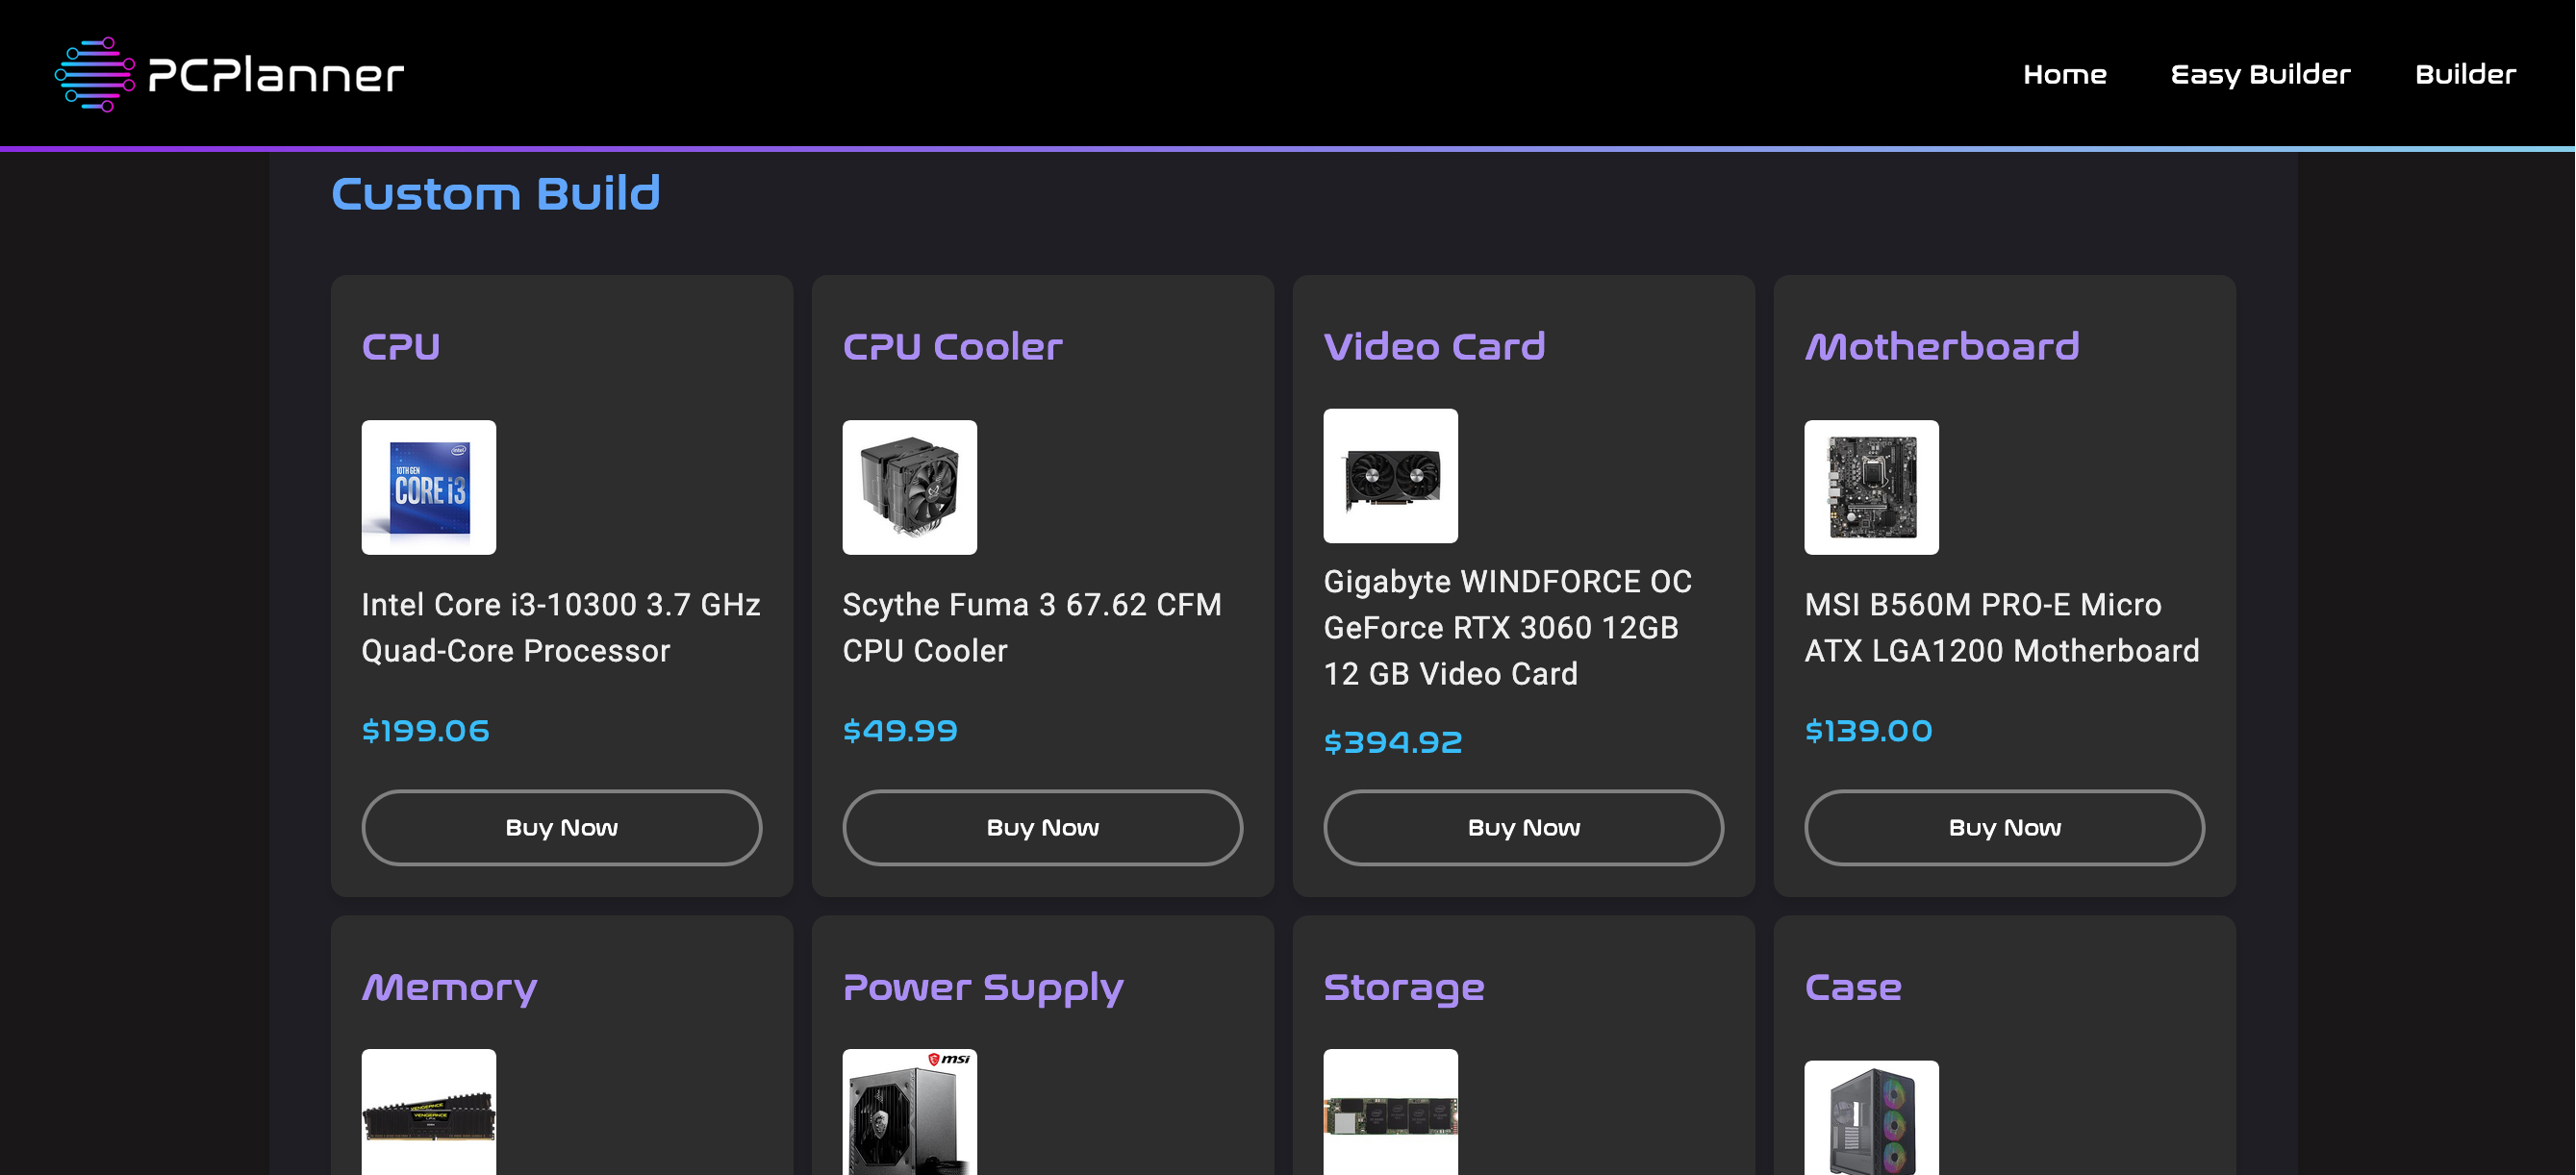 PCPlanner
Home
Easy Builder
Builder
Custom Build
CPU
10TH GEN
CORE i3
intel
Intel Core i3-10300 3.7 GHz
Quad-Core Processor
$199.06
Buy Now
CPU Cooler
Scythe Fuma 3 67.62 CFM
CPU Cooler
$49.99
Buy Now
Video Card
Gigabyte WINDFORCE OC
GeForce RTX 3060 12GB
12 GB Video Card
$394.92
Buy Now
Motherboard
MSI B560M PRO-E Micro
ATX LGA1200 Motherboard
$139.00
Buy Now
Memory
VENGEANCE
VENGEANCE
Power Supply
msi
Storage
Case